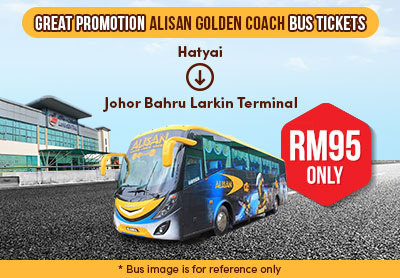 GREAT PROMOTION ALISAN GOLDEN COACH BUS TICKETS
Hatyai
Johor Bahru Larkin Terminal
RM95
ONLY
ALISAN
ALISAN
* Bus image is for reference only